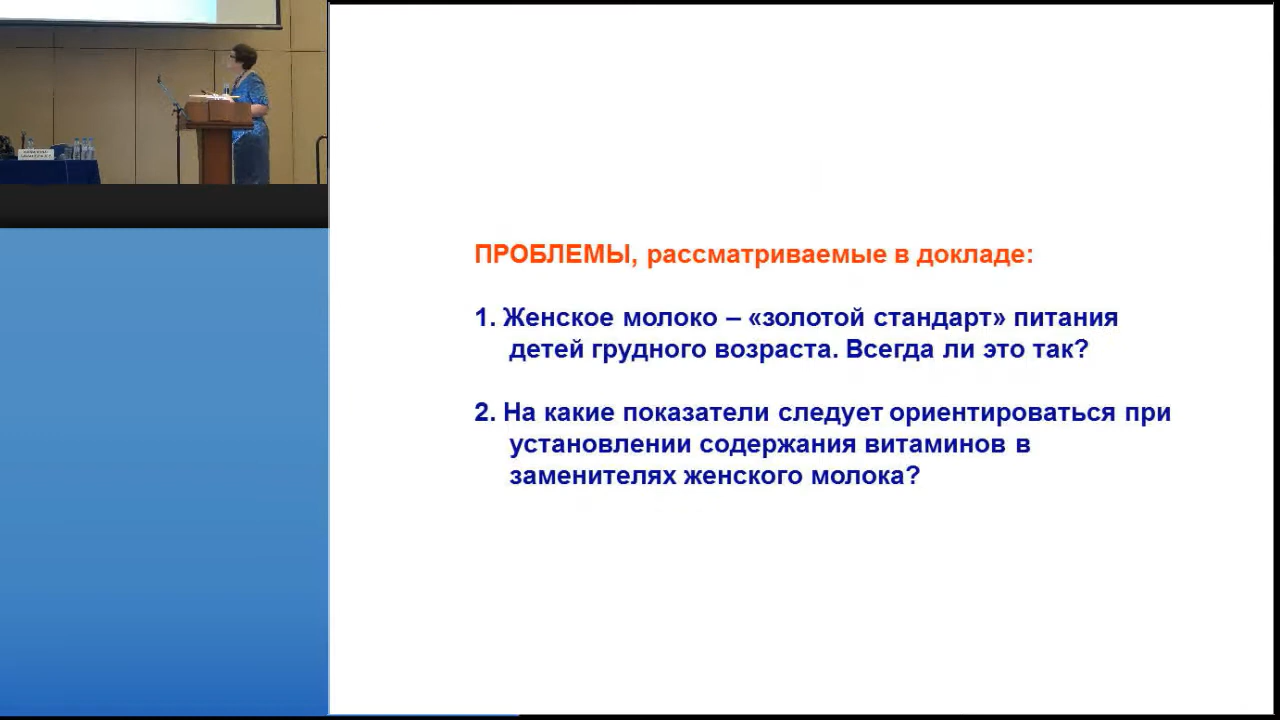 ПРОБЛЕМЫ, рассматриваемые в докладе:
1. Женское молоко – «золотой стандарт» питания
детей грудного возраста. Всегда ли это так?
2. На какие показатели следует ориентироваться при
установлении содержания витаминов в
заменителях женского молока?